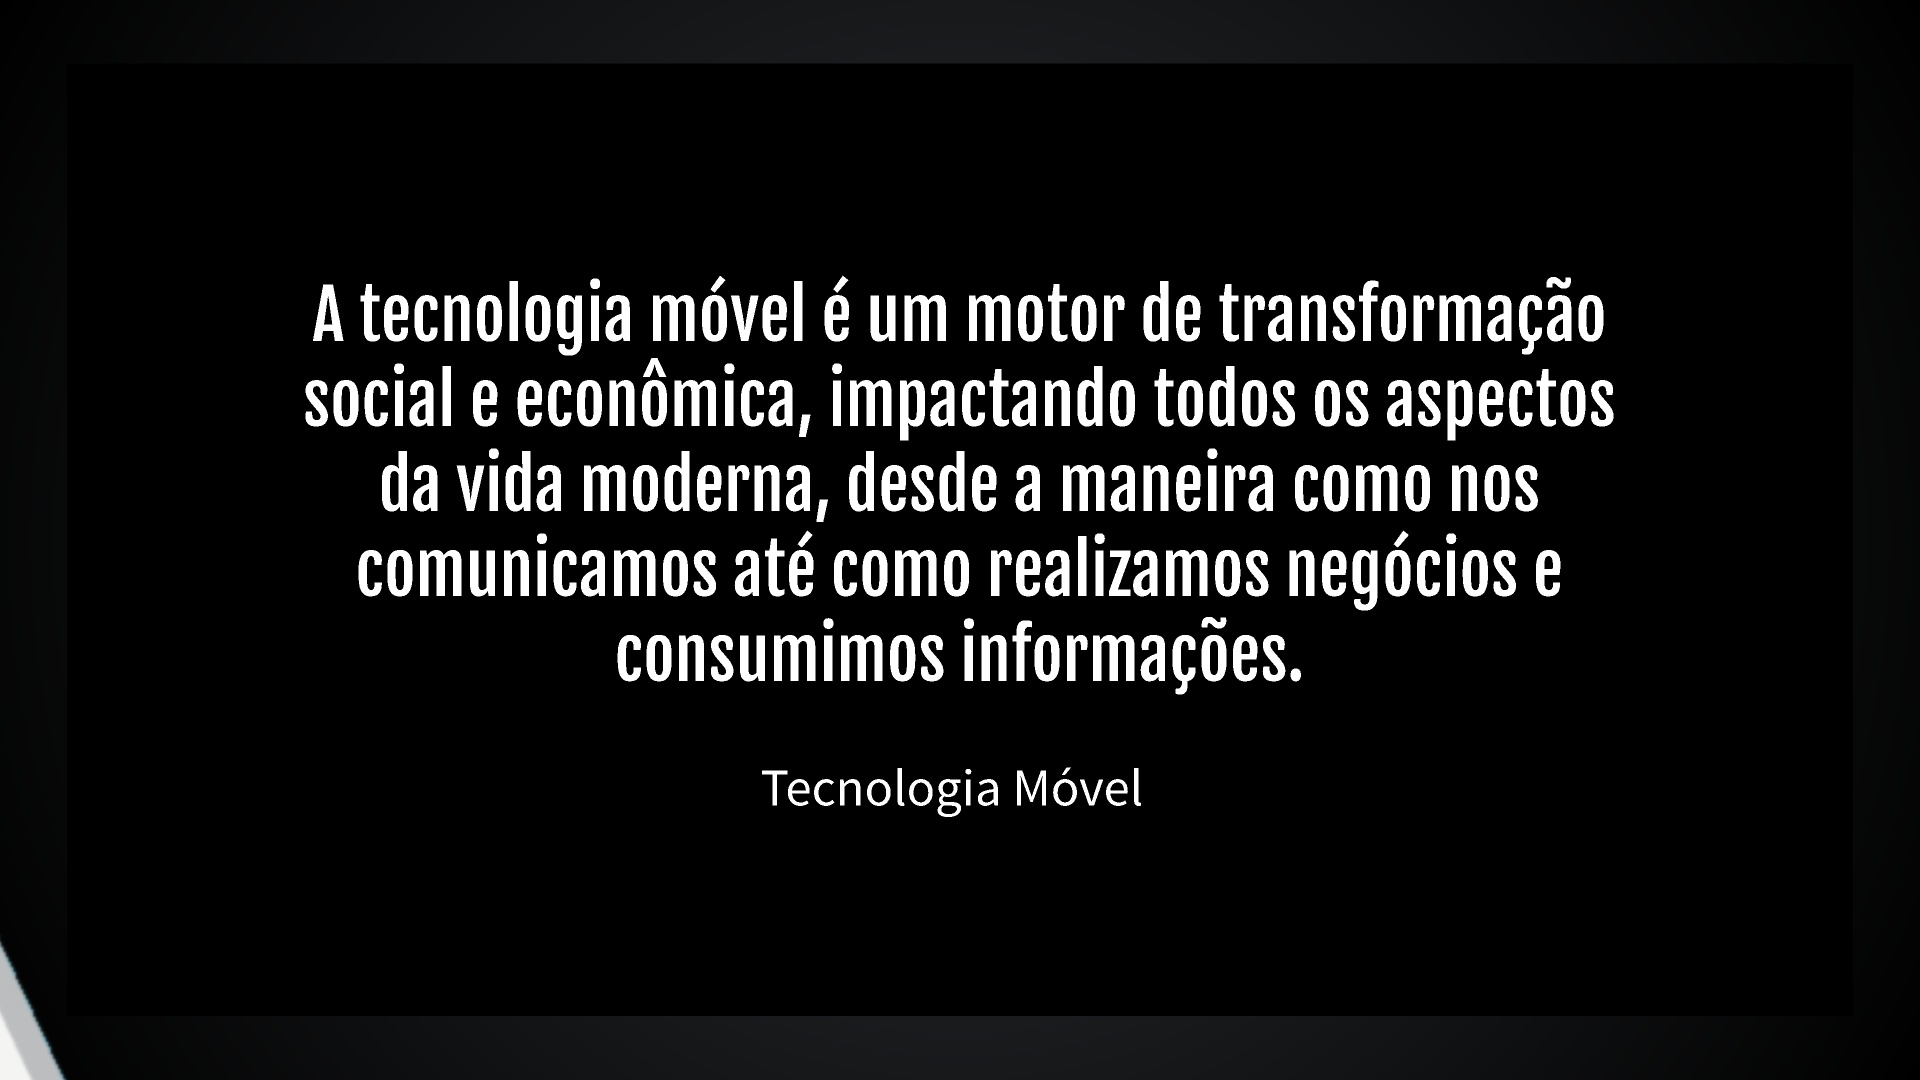 A tecnologia móvel é um motor de transformação
social e econômica, impactando todos os aspectos
da vida moderna, desde a maneira como nos
comunicamos até como realizamos negócios e
consumimos informações.
Tecnologia Móvel